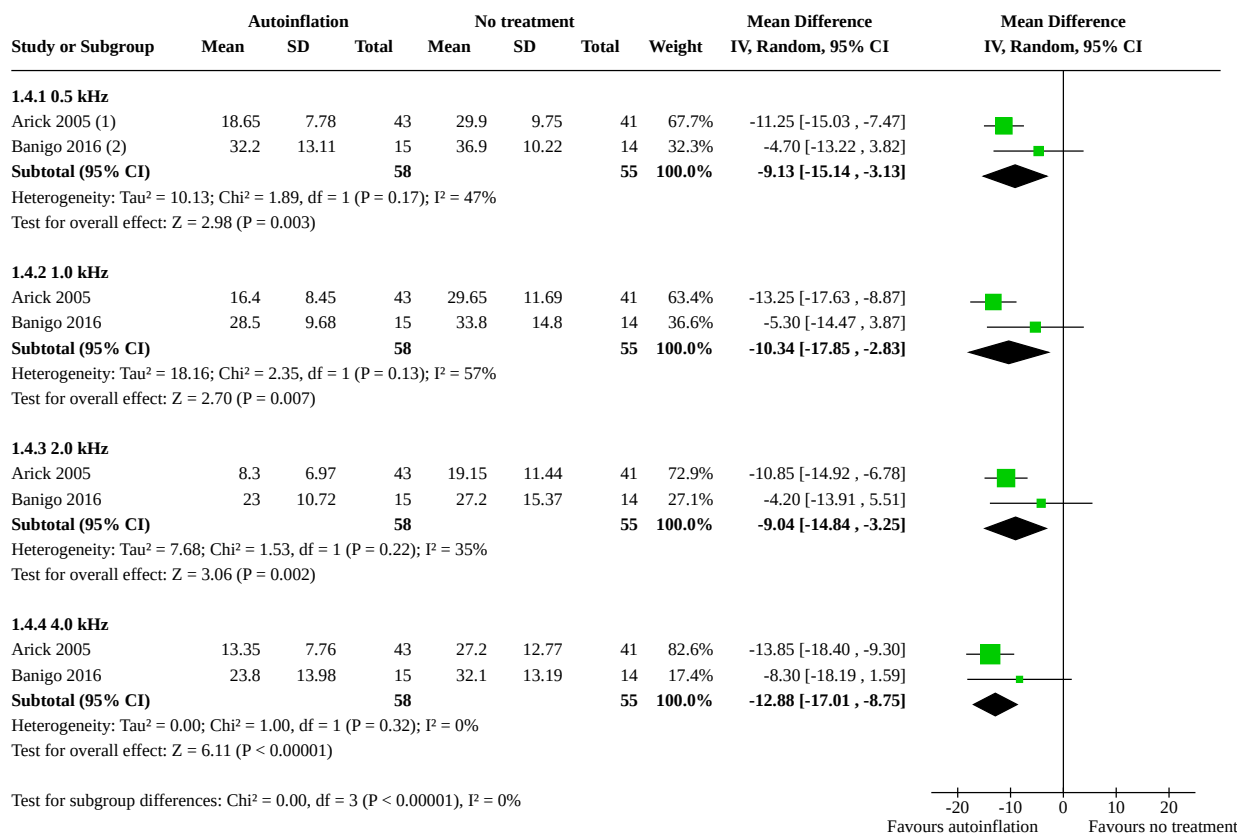 Autoinflation No treatment Mean Difference Mean Difference
Study or Subgroup Mean SD Total Mean SD Total Weight IV, Random, 95% CI IV, Random, 95% CI
1.4.1 0.5 kHz
Arick 2005 (1) 18.65 7.78 43 29.9 9.75 41 67.7% -11.25 [-15.03 , -7.47]
Banigo 2016 (2) 32.2 13.11 15 36.9 10.22 14 32.3% -4.70 [-13.22 , 3.82]
Subtotal (95% CI) 58 55 100.0% -9.13 [-15.14 , -3.13]
Heterogeneity: Tau² = 10.13; Chi² = 1.89, df = 1 (P = 0.17); I² = 47%
Test for overall effect: Z = 2.98 (P = 0.003)
1.4.2 1.0 kHz
Arick 2005 16.4 8.45 43 29.65 11.69 41 63.4% -13.25 [-17.63 , -8.87]
Banigo 2016 28.5 9.68 15 33.8 14.8 14 36.6% -5.30 [-14.47 , 3.87]
Subtotal (95% CI) 58 55 100.0% -10.34 [-17.85 , -2.83]
Heterogeneity: Tau² = 18.16; Chi² = 2.35, df = 1 (P = 0.13); I² = 57%
Test for overall effect: Z = 2.70 (P = 0.007)
1.4.3 2.0 kHz
Arick 2005 8.3 6.97 43 19.15 11.44 41 72.9% -10.85 [-14.92 , -6.78]
Banigo 2016 23 10.72 15 27.2 15.37 14 27.1% -4.20 [-13.91 , 5.51]
Subtotal (95% CI) 58 55 100.0% -9.04 [-14.84 , -3.25]
Heterogeneity: Tau² = 7.68; Chi² = 1.53, df = 1 (P = 0.22); I² = 35%
Test for overall effect: Z = 3.06 (P = 0.002)
1.4.4 4.0 kHz
Arick 2005 13.35 7.76 43 27.2 12.77 41 82.6% -13.85 [-18.40 , -9.30]
Banigo 2016 23.8 13.98 15 32.1 13.19 14 17.4% -8.30 [-18.19 , 1.59]
Subtotal (95% CI) 58 55 100.0% -12.88 [-17.01 , -8.75]
Heterogeneity: Tau² = 0.00; Chi² = 1.00, df = 1 (P = 0.32); I² = 0%
Test for overall effect: Z = 6.11 (P < 0.00001)
Test for subgroup differences: Chi² = 0.00, df = 3 (P < 0.00001), I² = 0%
-20 -10 0 10 20
Favours autoinflation Favours no treatment